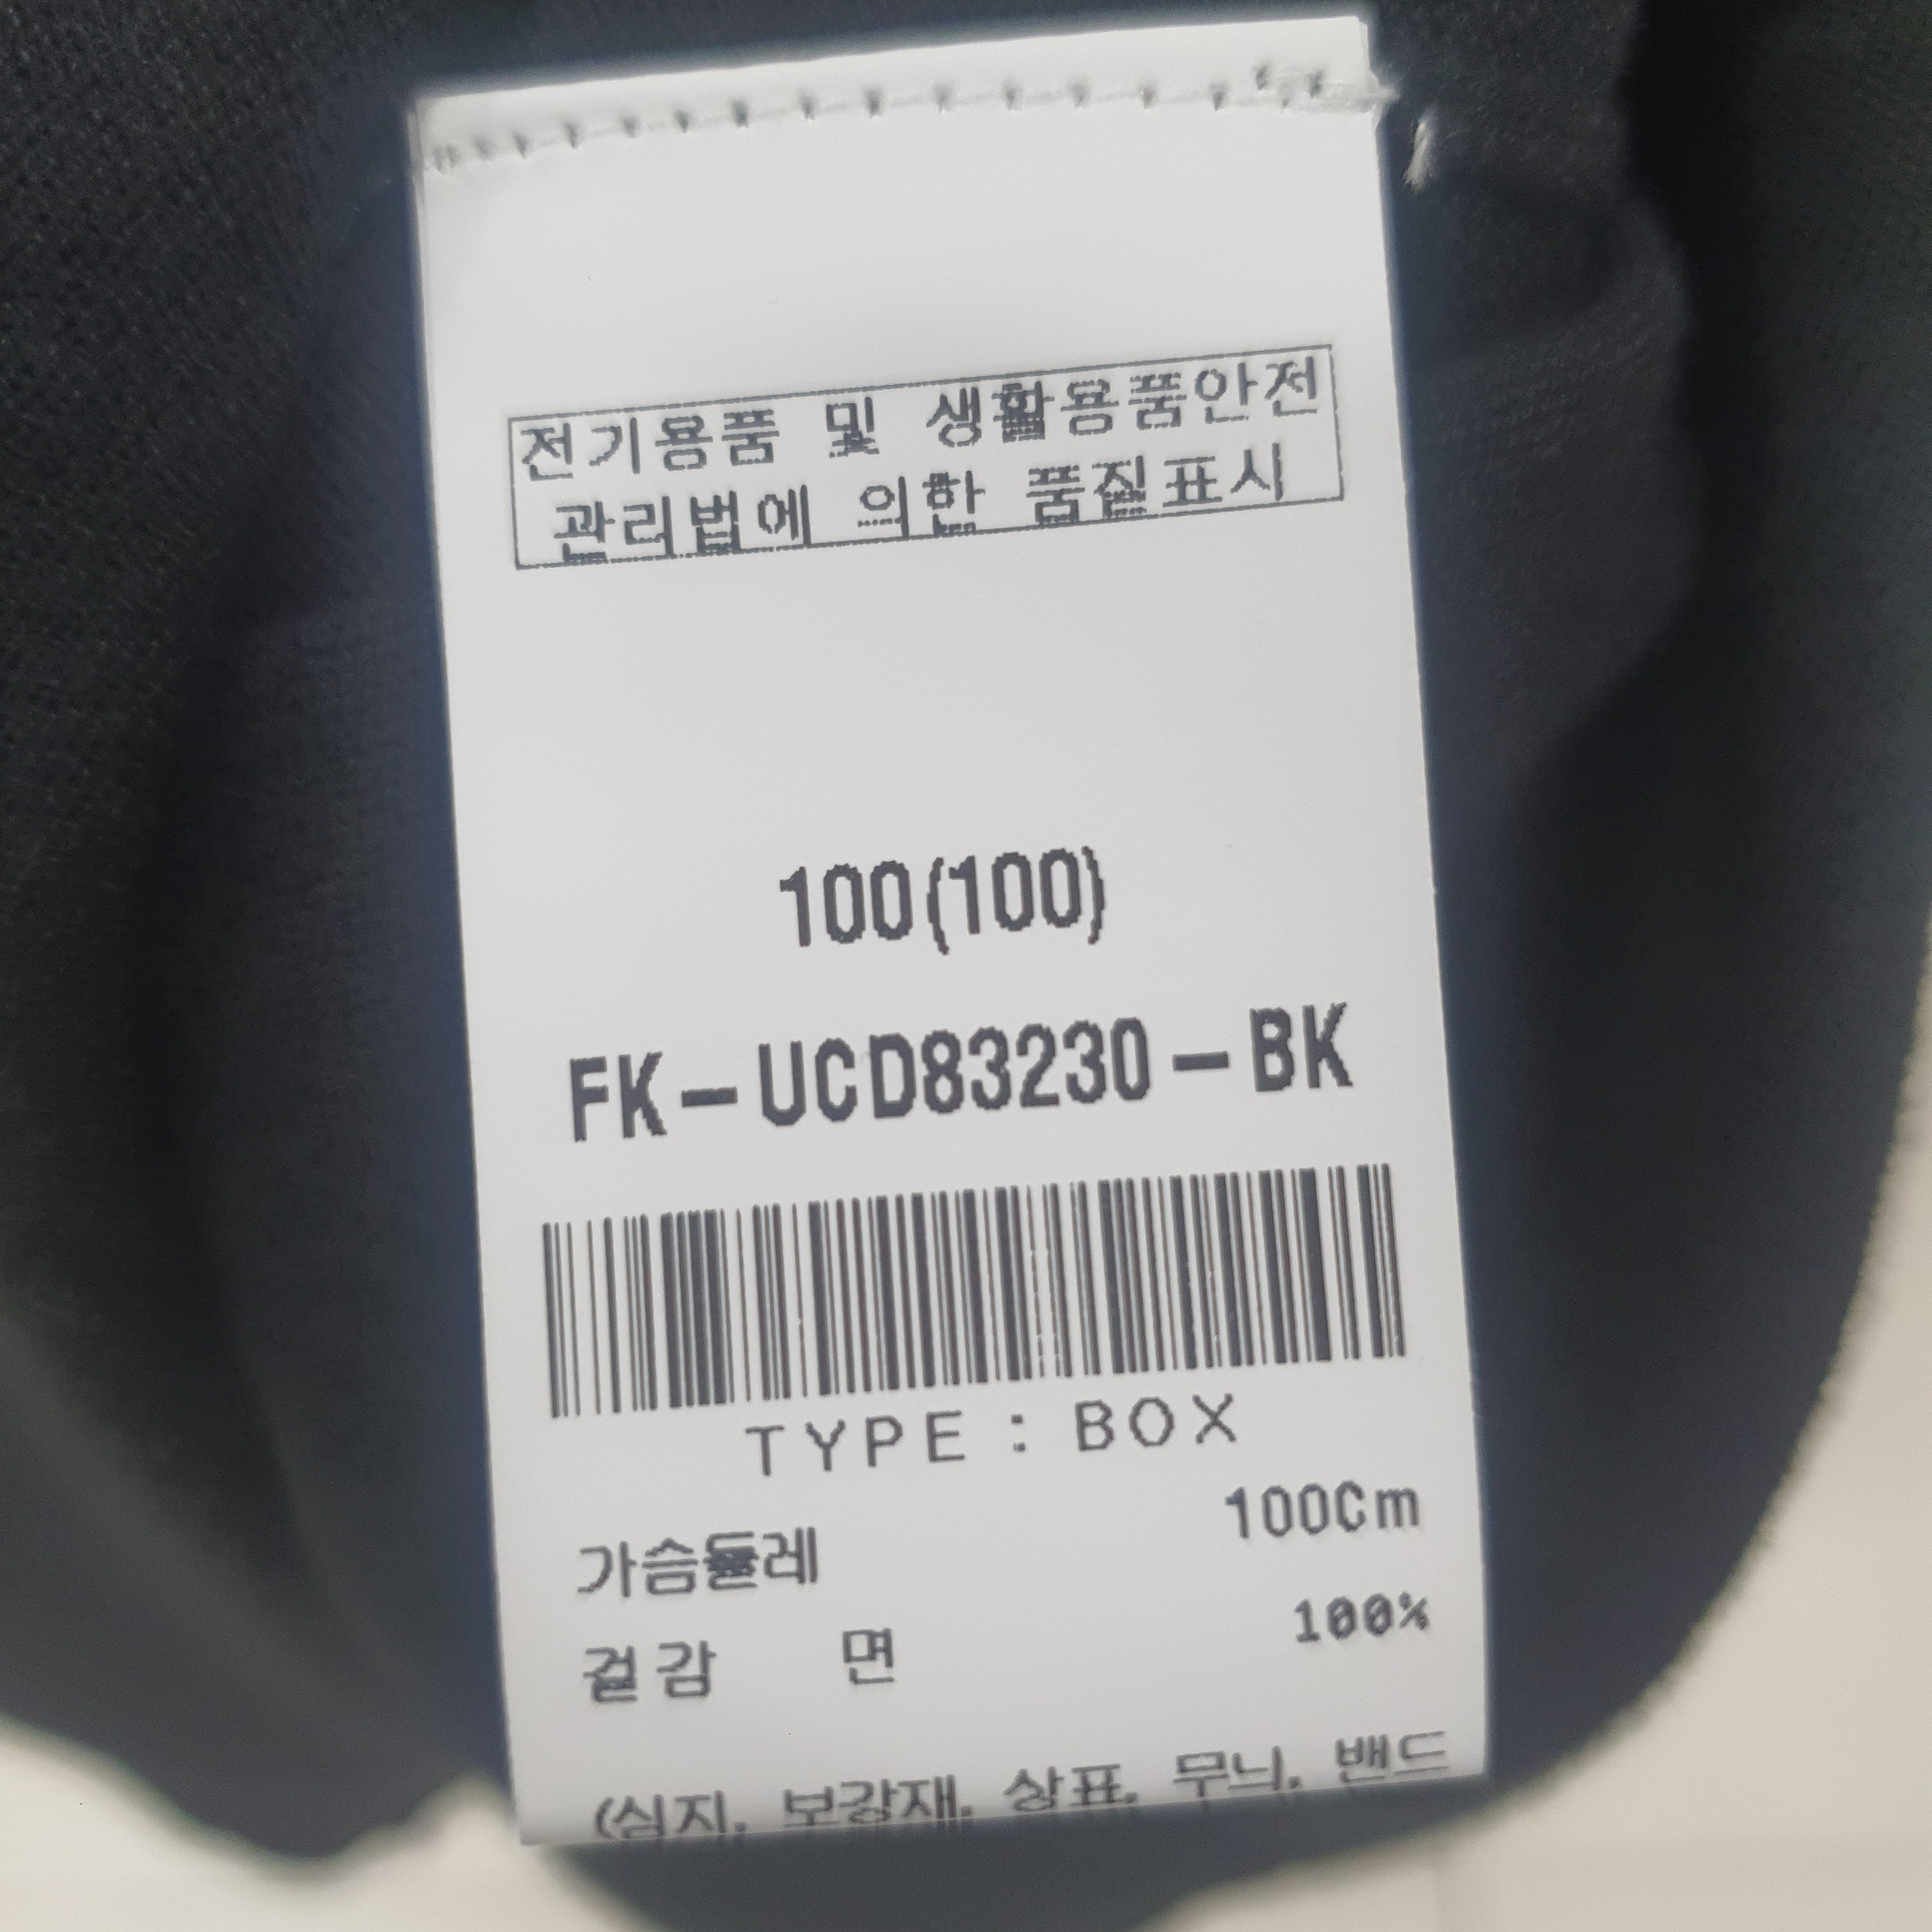 전기용품 및 생활용품안전
관리법에 의한 품질표시
100(100)
FK-UCD83230-BK
TYPE : BOX
가슴둘레 100Cm
겉감 면 100%
(심지, 보강재, 상표, 무늬, 밴드